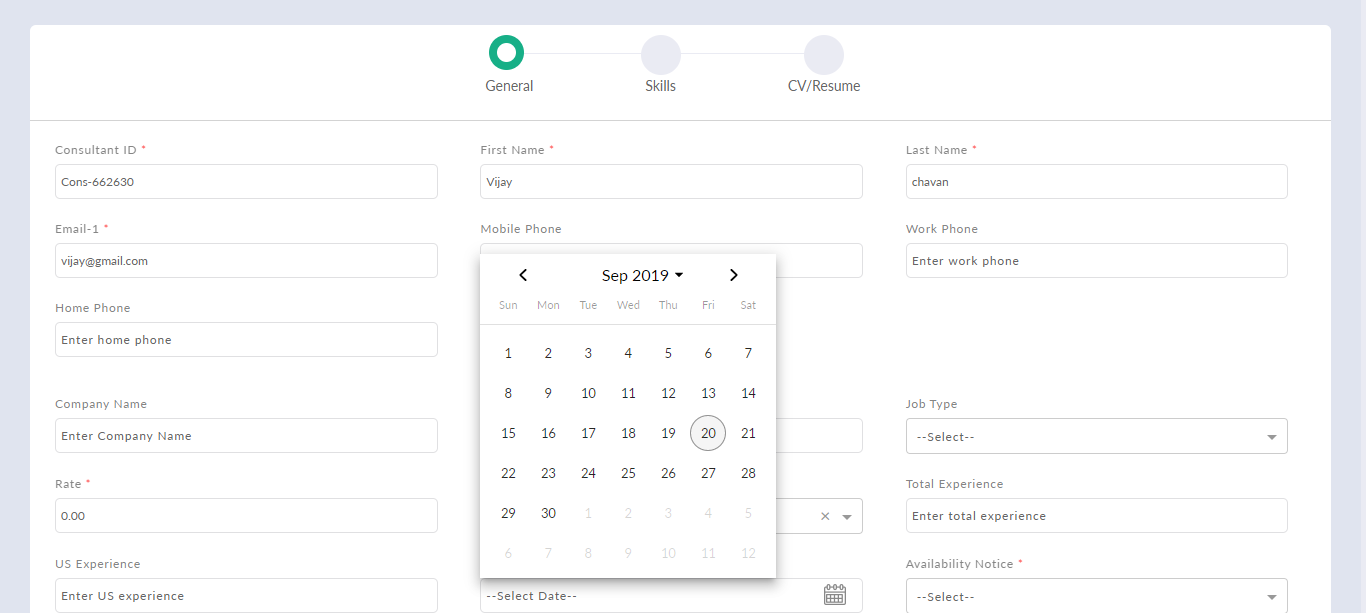 General Skills CV/Resume
Consultant ID * First Name * Last Name *
Cons-662630 Vijay chavan
Email-1 * Mobile Phone Work Phone
vijay@gmail.com Enter work phone
Home Phone
Enter home phone
Sep 2019
Sun Mon Tue Wed Thu Fri Sat
1 2 3 4 5 6 7
8 9 10 11 12 13 14
15 16 17 18 19 20 21
22 23 24 25 26 27 28
29 30 1 2 3 4 5
6 7 8 9 10 11 12
Company Name Job Type
Enter Company Name --Select--
Rate * Total Experience
0.00 × Enter total experience
US Experience Availability Notice *
Enter US experience --Select Date-- --Select--